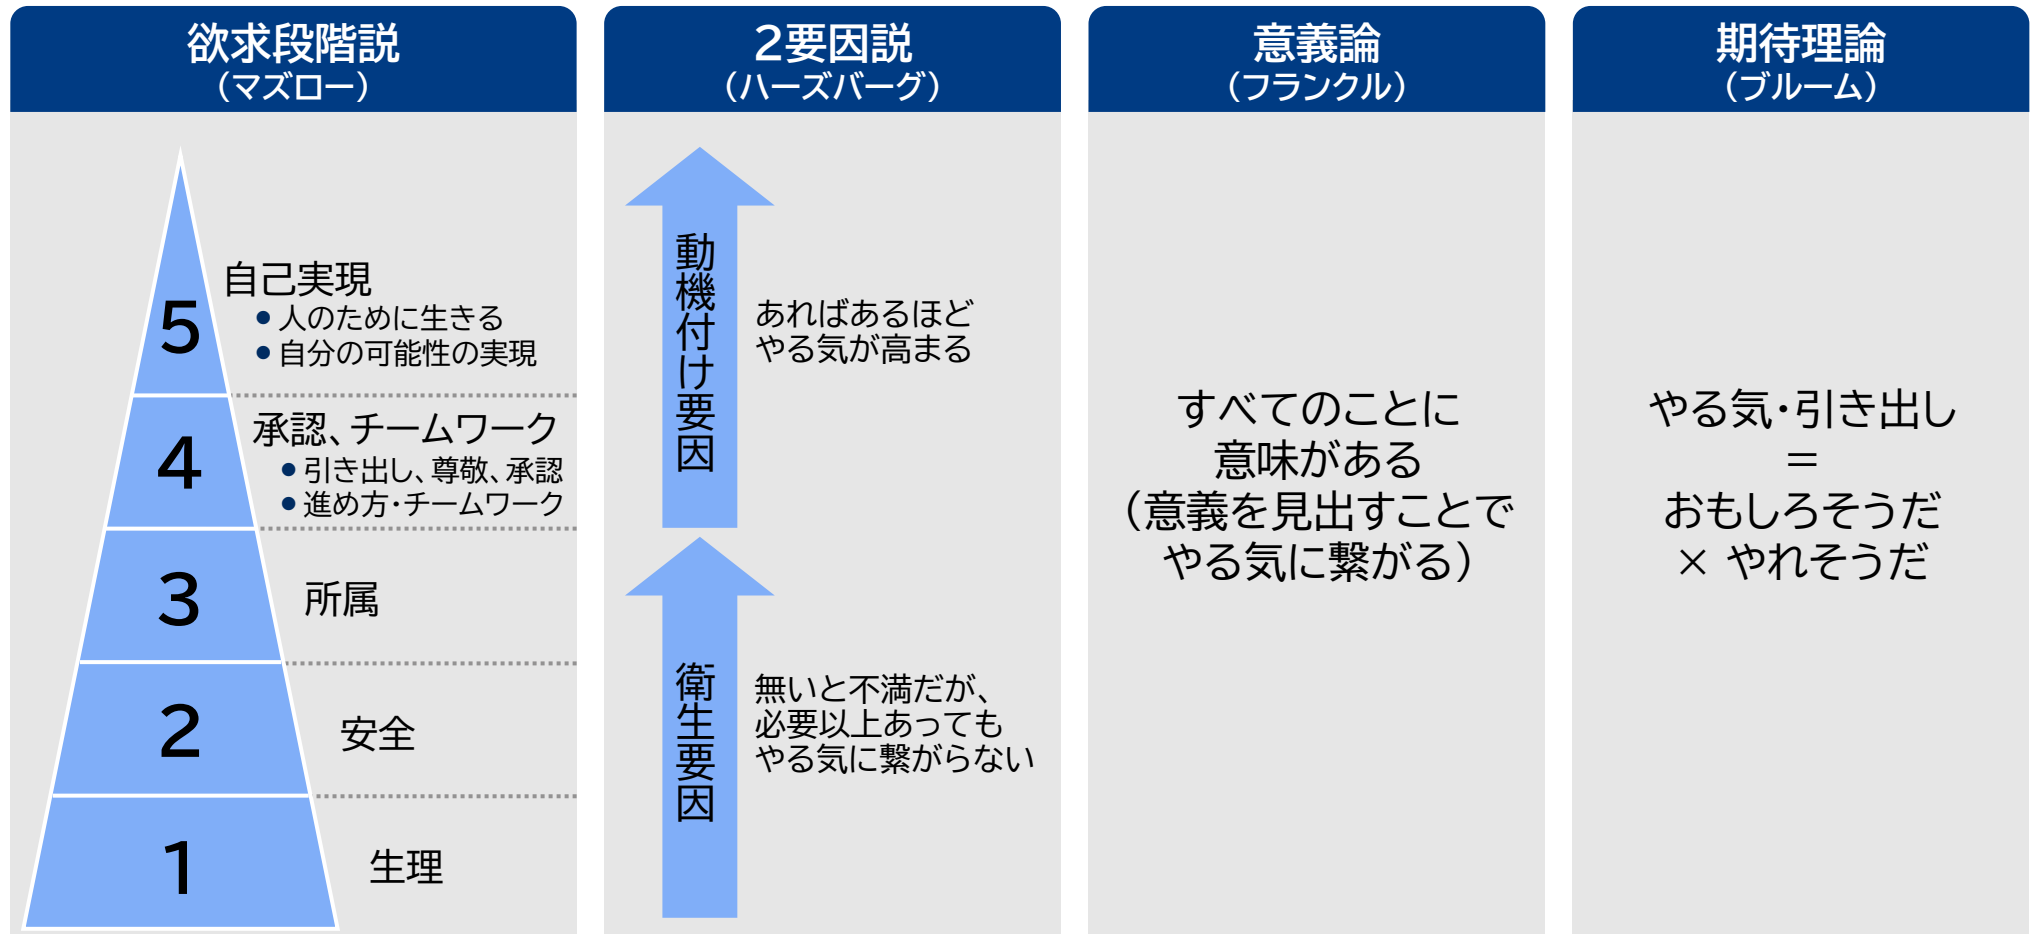 欲求段階説
（マズロー）
5
自己実現
● 人のために生きる
● 自分の可能性の実現
4
承認、チームワーク
● 引き出し、尊敬、承認
● 進め方・チームワーク
3
所属
2
安全
1
生理
2要因説
（ハーズバーグ）
動機付け要因
あればあるほど
やる気が高まる
衛生要因
無いと不満だが、
必要以上あっても
やる気に繋がらない
意義論
（フランクル）
すべてのことに
意味がある
（意義を見出すことで
やる気に繋がる）
期待理論
（ブルーム）
やる気・引き出し
＝
おもしろそうだ
× やれそうだ